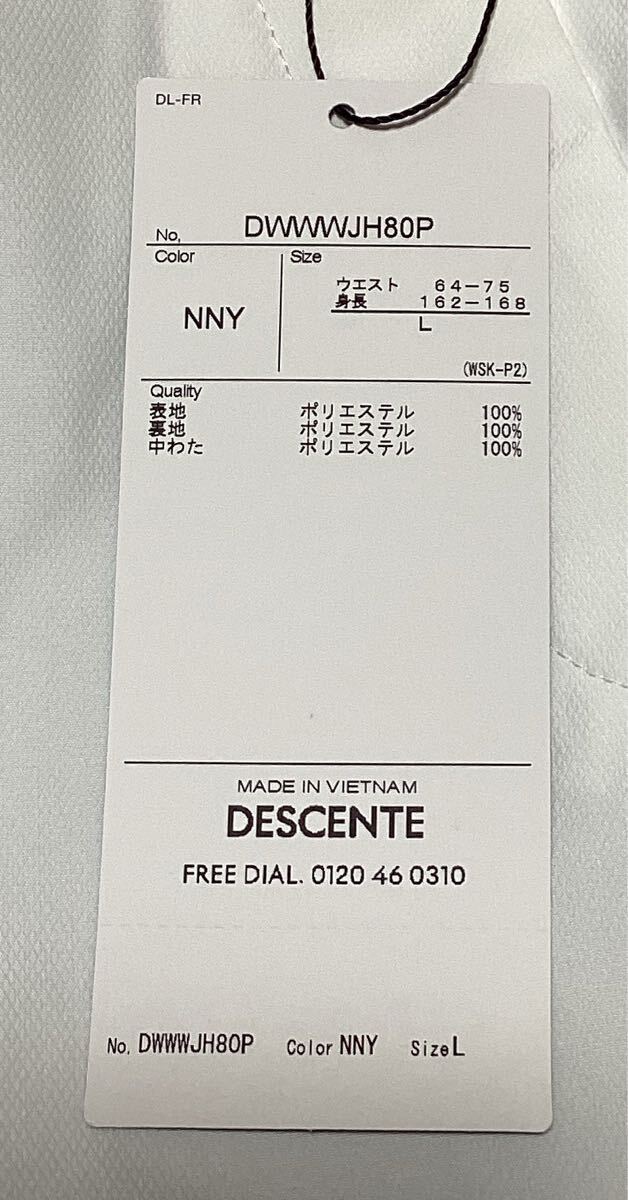 DL-FR
No, DWWWJH80P
Color Size
ウエスト 64-75
身長 162-168
NNY L
(WSK-P2)
Quality
表地 ポリエステル 100%
裏地 ポリエステル 100%
中わた ポリエステル 100%
MADE IN VIETNAM
DESCENTE
FREE DIAL. 0120 46 0310
No. DWWWJH80P Color NNY Size L